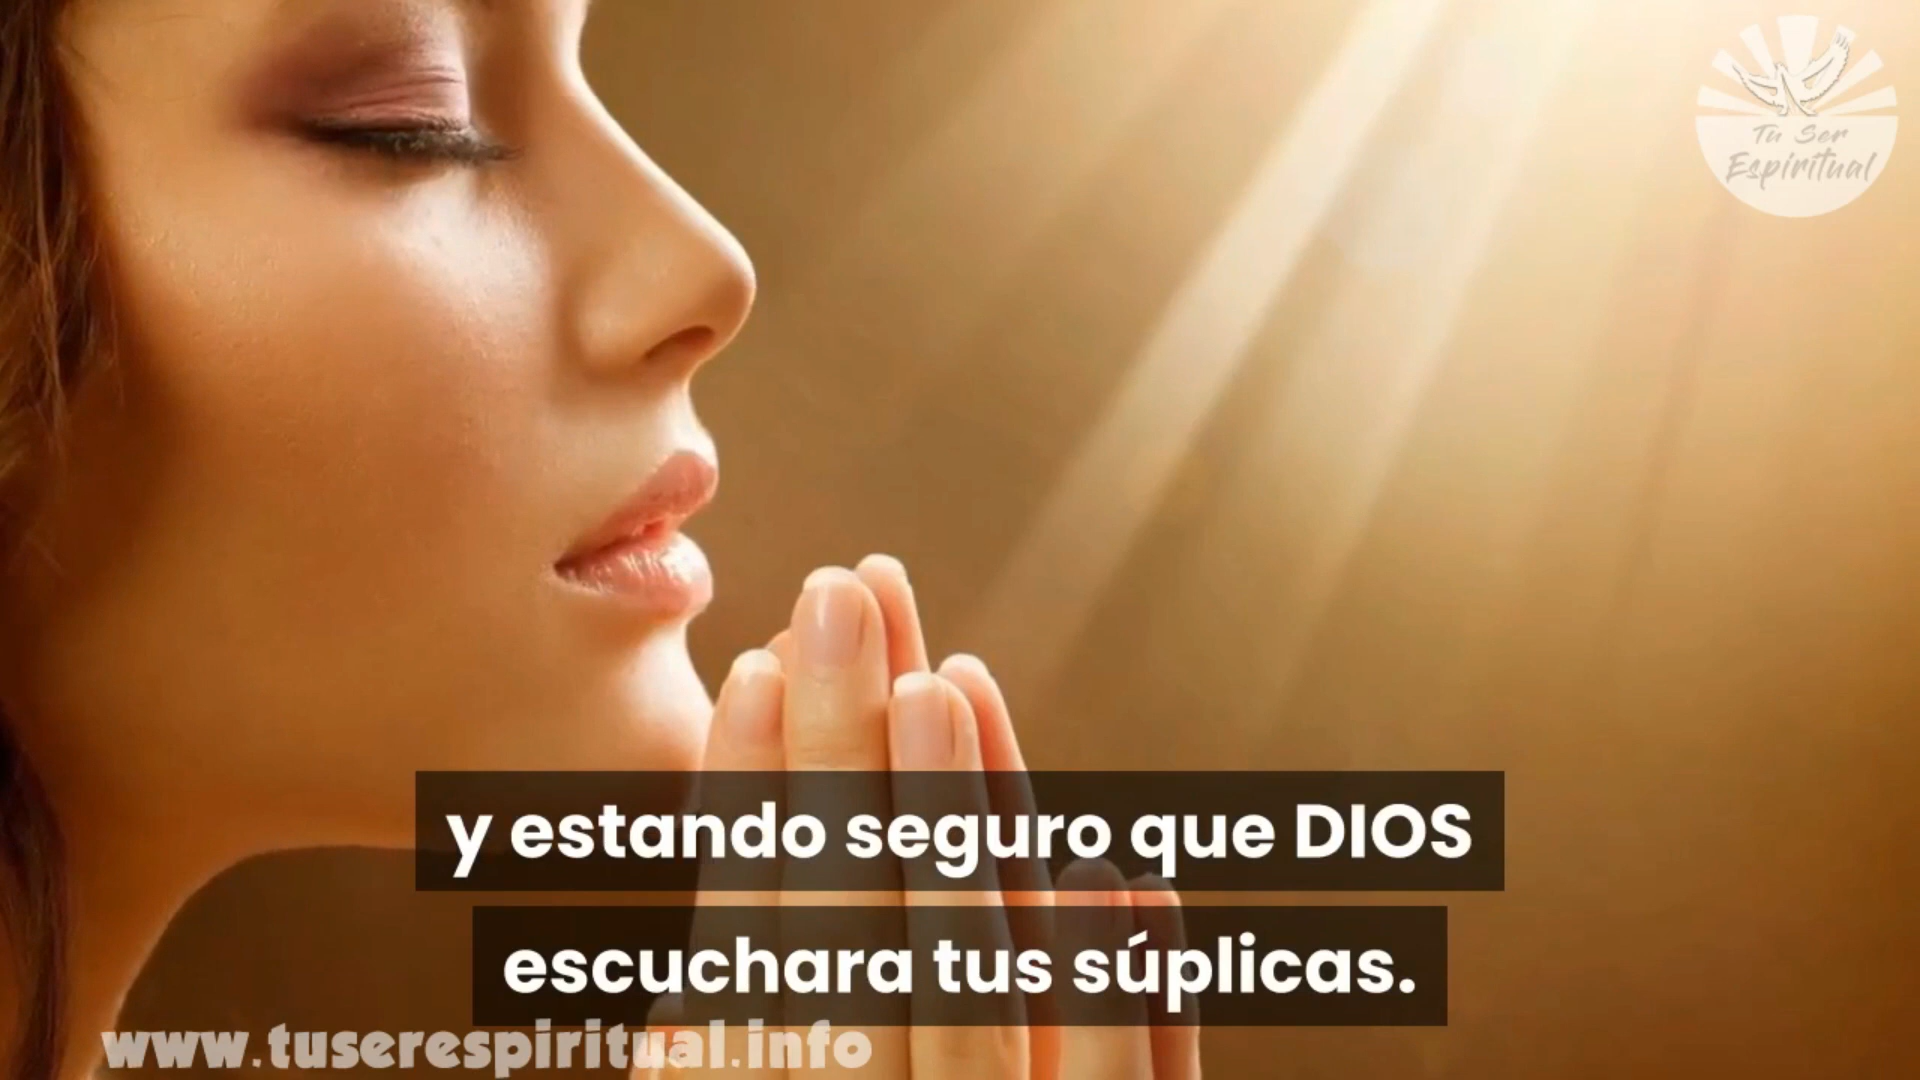 Tu Ser
Espiritual
y estando seguro que DIOS
escuchara tus súplicas.
www.tuserespiritual.info